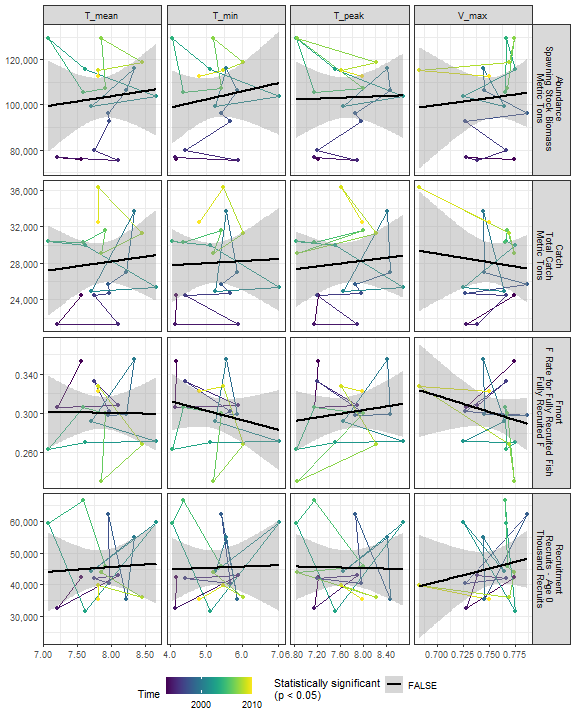 T_mean
T_min
T_peak
V_max
120,000
100,000
80,000
Abundance
Spawning Stock Biomass
Metric Tons
36,000
32,000
28,000
24,000
Catch
Total Catch
Metric Tons
0.340
0.300
0.260
Fmort
F Rate for Fully Recruited Fish
Fully Recruited F
60,000
50,000
40,000
30,000
Recruitment
Recruits - Age 0
Thousand Recruits
7.00 7.50 8.00 8.50
4.0 5.0 6.0 7.0
6.80 7.20 7.60 8.00 8.40
0.700 0.725 0.750 0.775
Time
2000 2010
Statistically significant
(p < 0.05)
FALSE